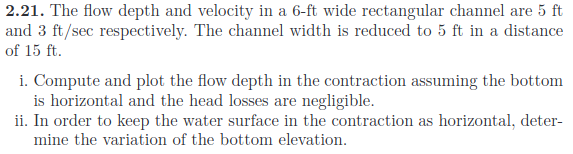 2.21. The flow depth and velocity in a 6-ft wide rectangular channel are 5 ft
and 3 ft/sec respectively. The channel width is reduced to 5 ft in a distance
of 15 ft.
i. Compute and plot the flow depth in the contraction assuming the bottom
is horizontal and the head losses are negligible.
ii. In order to keep the water surface in the contraction as horizontal, deter-
mine the variation of the bottom elevation.